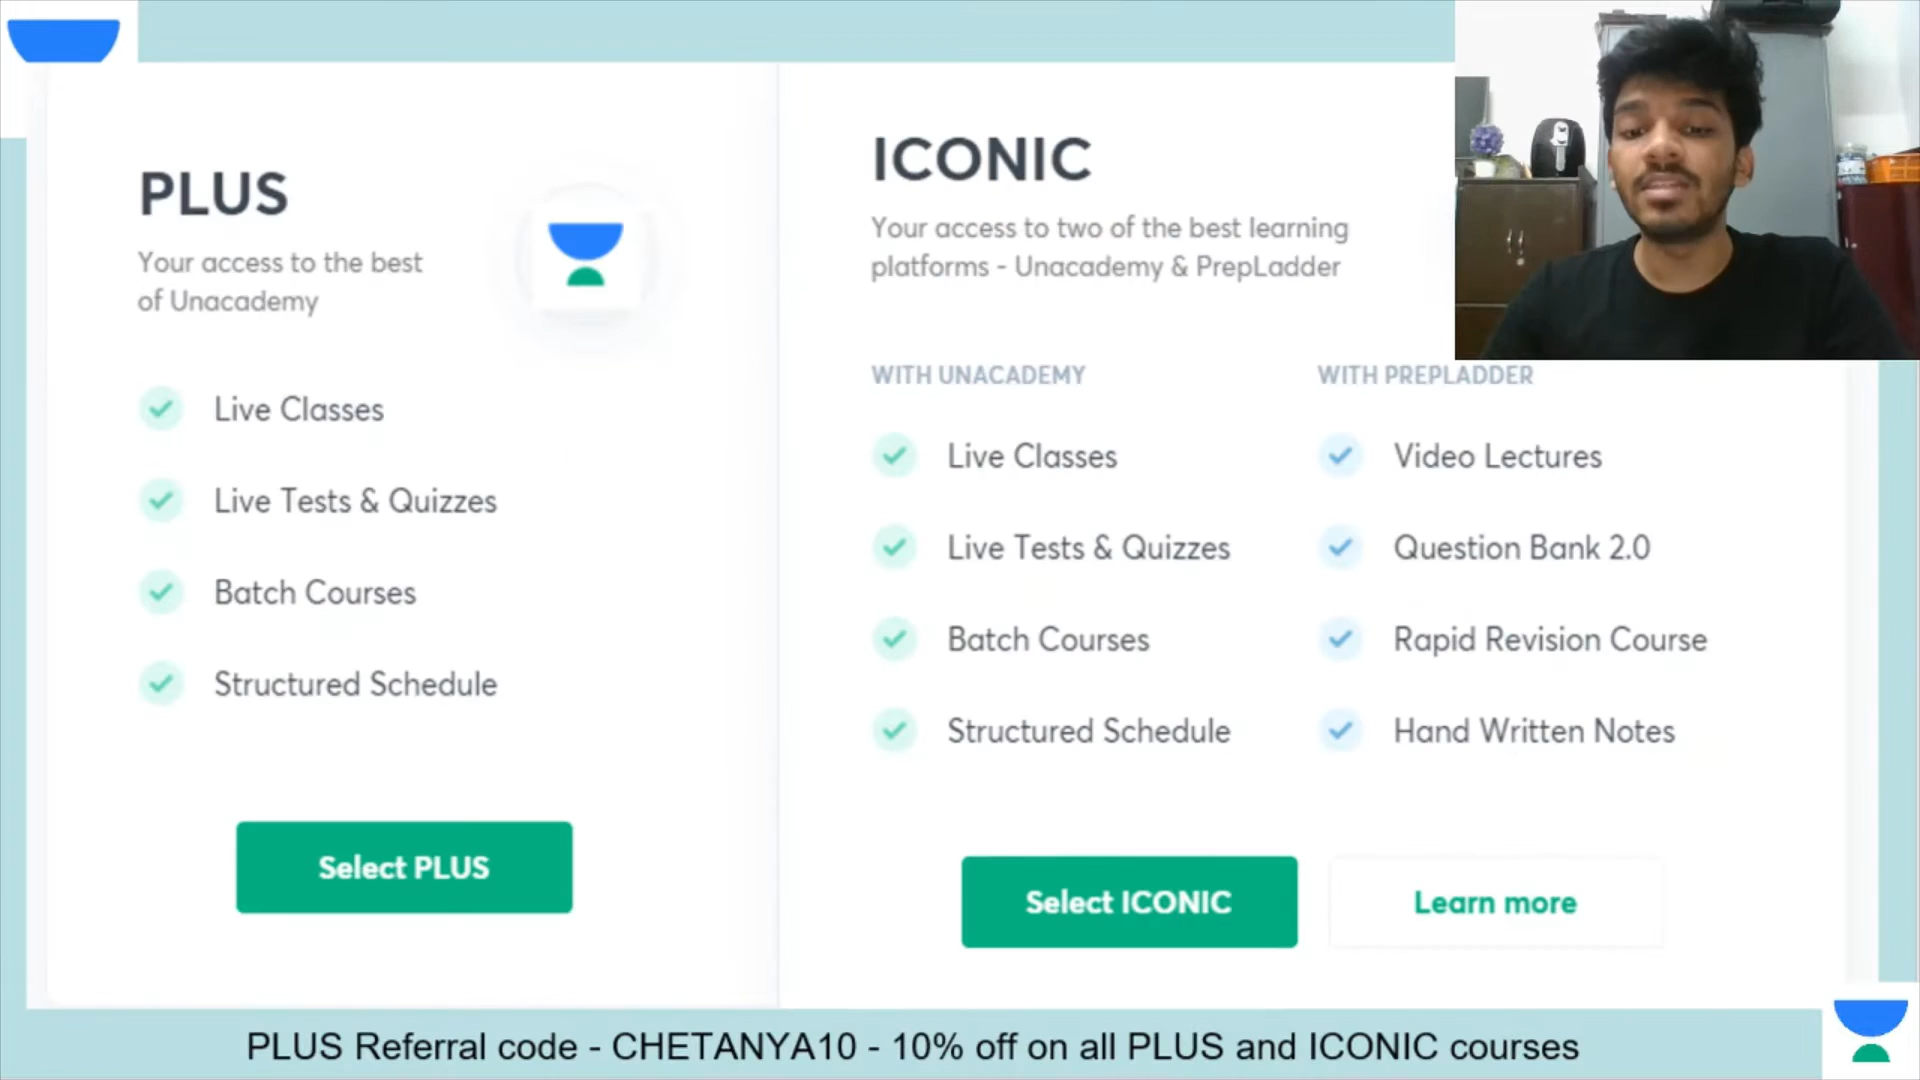 PLUS
Your access to the best
of Unacademy
Live Classes
Live Tests & Quizzes
Batch Courses
Structured Schedule
Select PLUS
ICONIC
Your access to two of the best learning
platforms - Unacademy & PrepLadder
WITH UNACADEMY
Live Classes
Live Tests & Quizzes
Batch Courses
Structured Schedule
WITH PREPLADDER
Video Lectures
Question Bank 2.0
Rapid Revision Course
Hand Written Notes
Select ICONIC
Learn more
PLUS Referral code - CHETANYA10 - 10% off on all PLUS and ICONIC courses